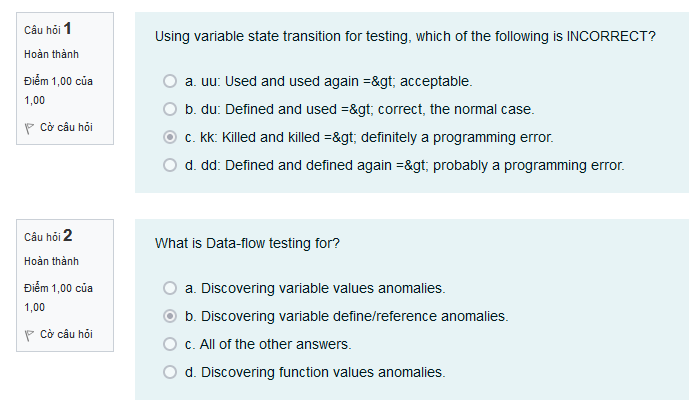 Câu hỏi 1
Hoàn thành
Điểm 1,00 của
1,00
Cờ câu hỏi
Using variable state transition for testing, which of the following is INCORRECT?
a. uu: Used and used again =&gt; acceptable.
b. du: Defined and used =&gt; correct, the normal case.
c. kk: Killed and killed =&gt; definitely a programming error.
d. dd: Defined and defined again =&gt; probably a programming error.
Câu hỏi 2
Hoàn thành
Điểm 1,00 của
1,00
Cờ câu hỏi
What is Data-flow testing for?
a. Discovering variable values anomalies.
b. Discovering variable define/reference anomalies.
c. All of the other answers.
d. Discovering function values anomalies.